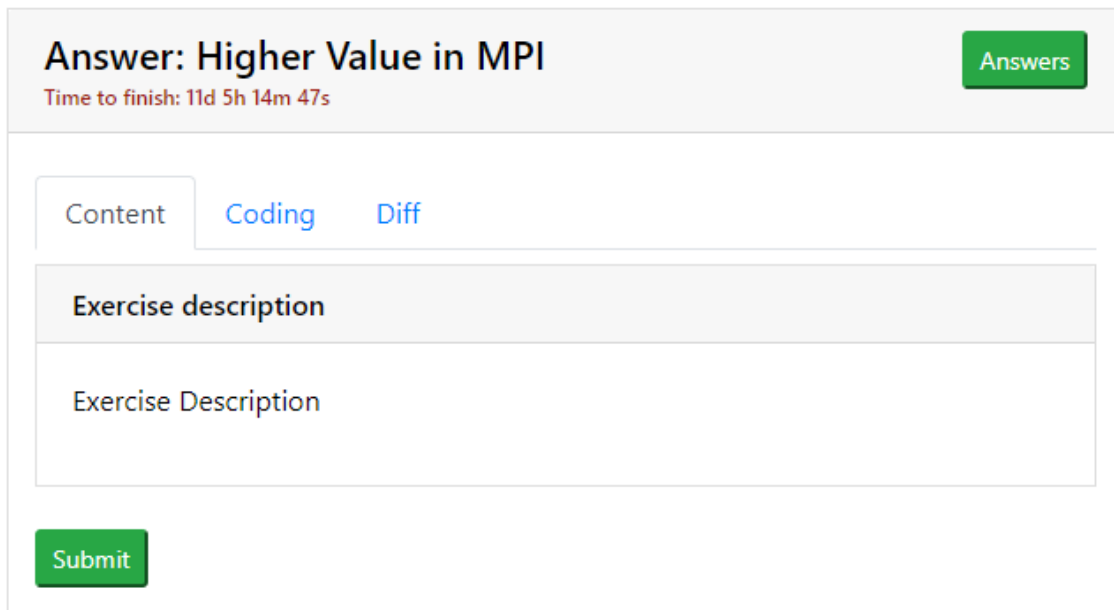 Answer: Higher Value in MPI
Answers
Time to finish: 11d 5h 14m 47s
Content Coding Diff
Exercise description
Exercise Description
Submit